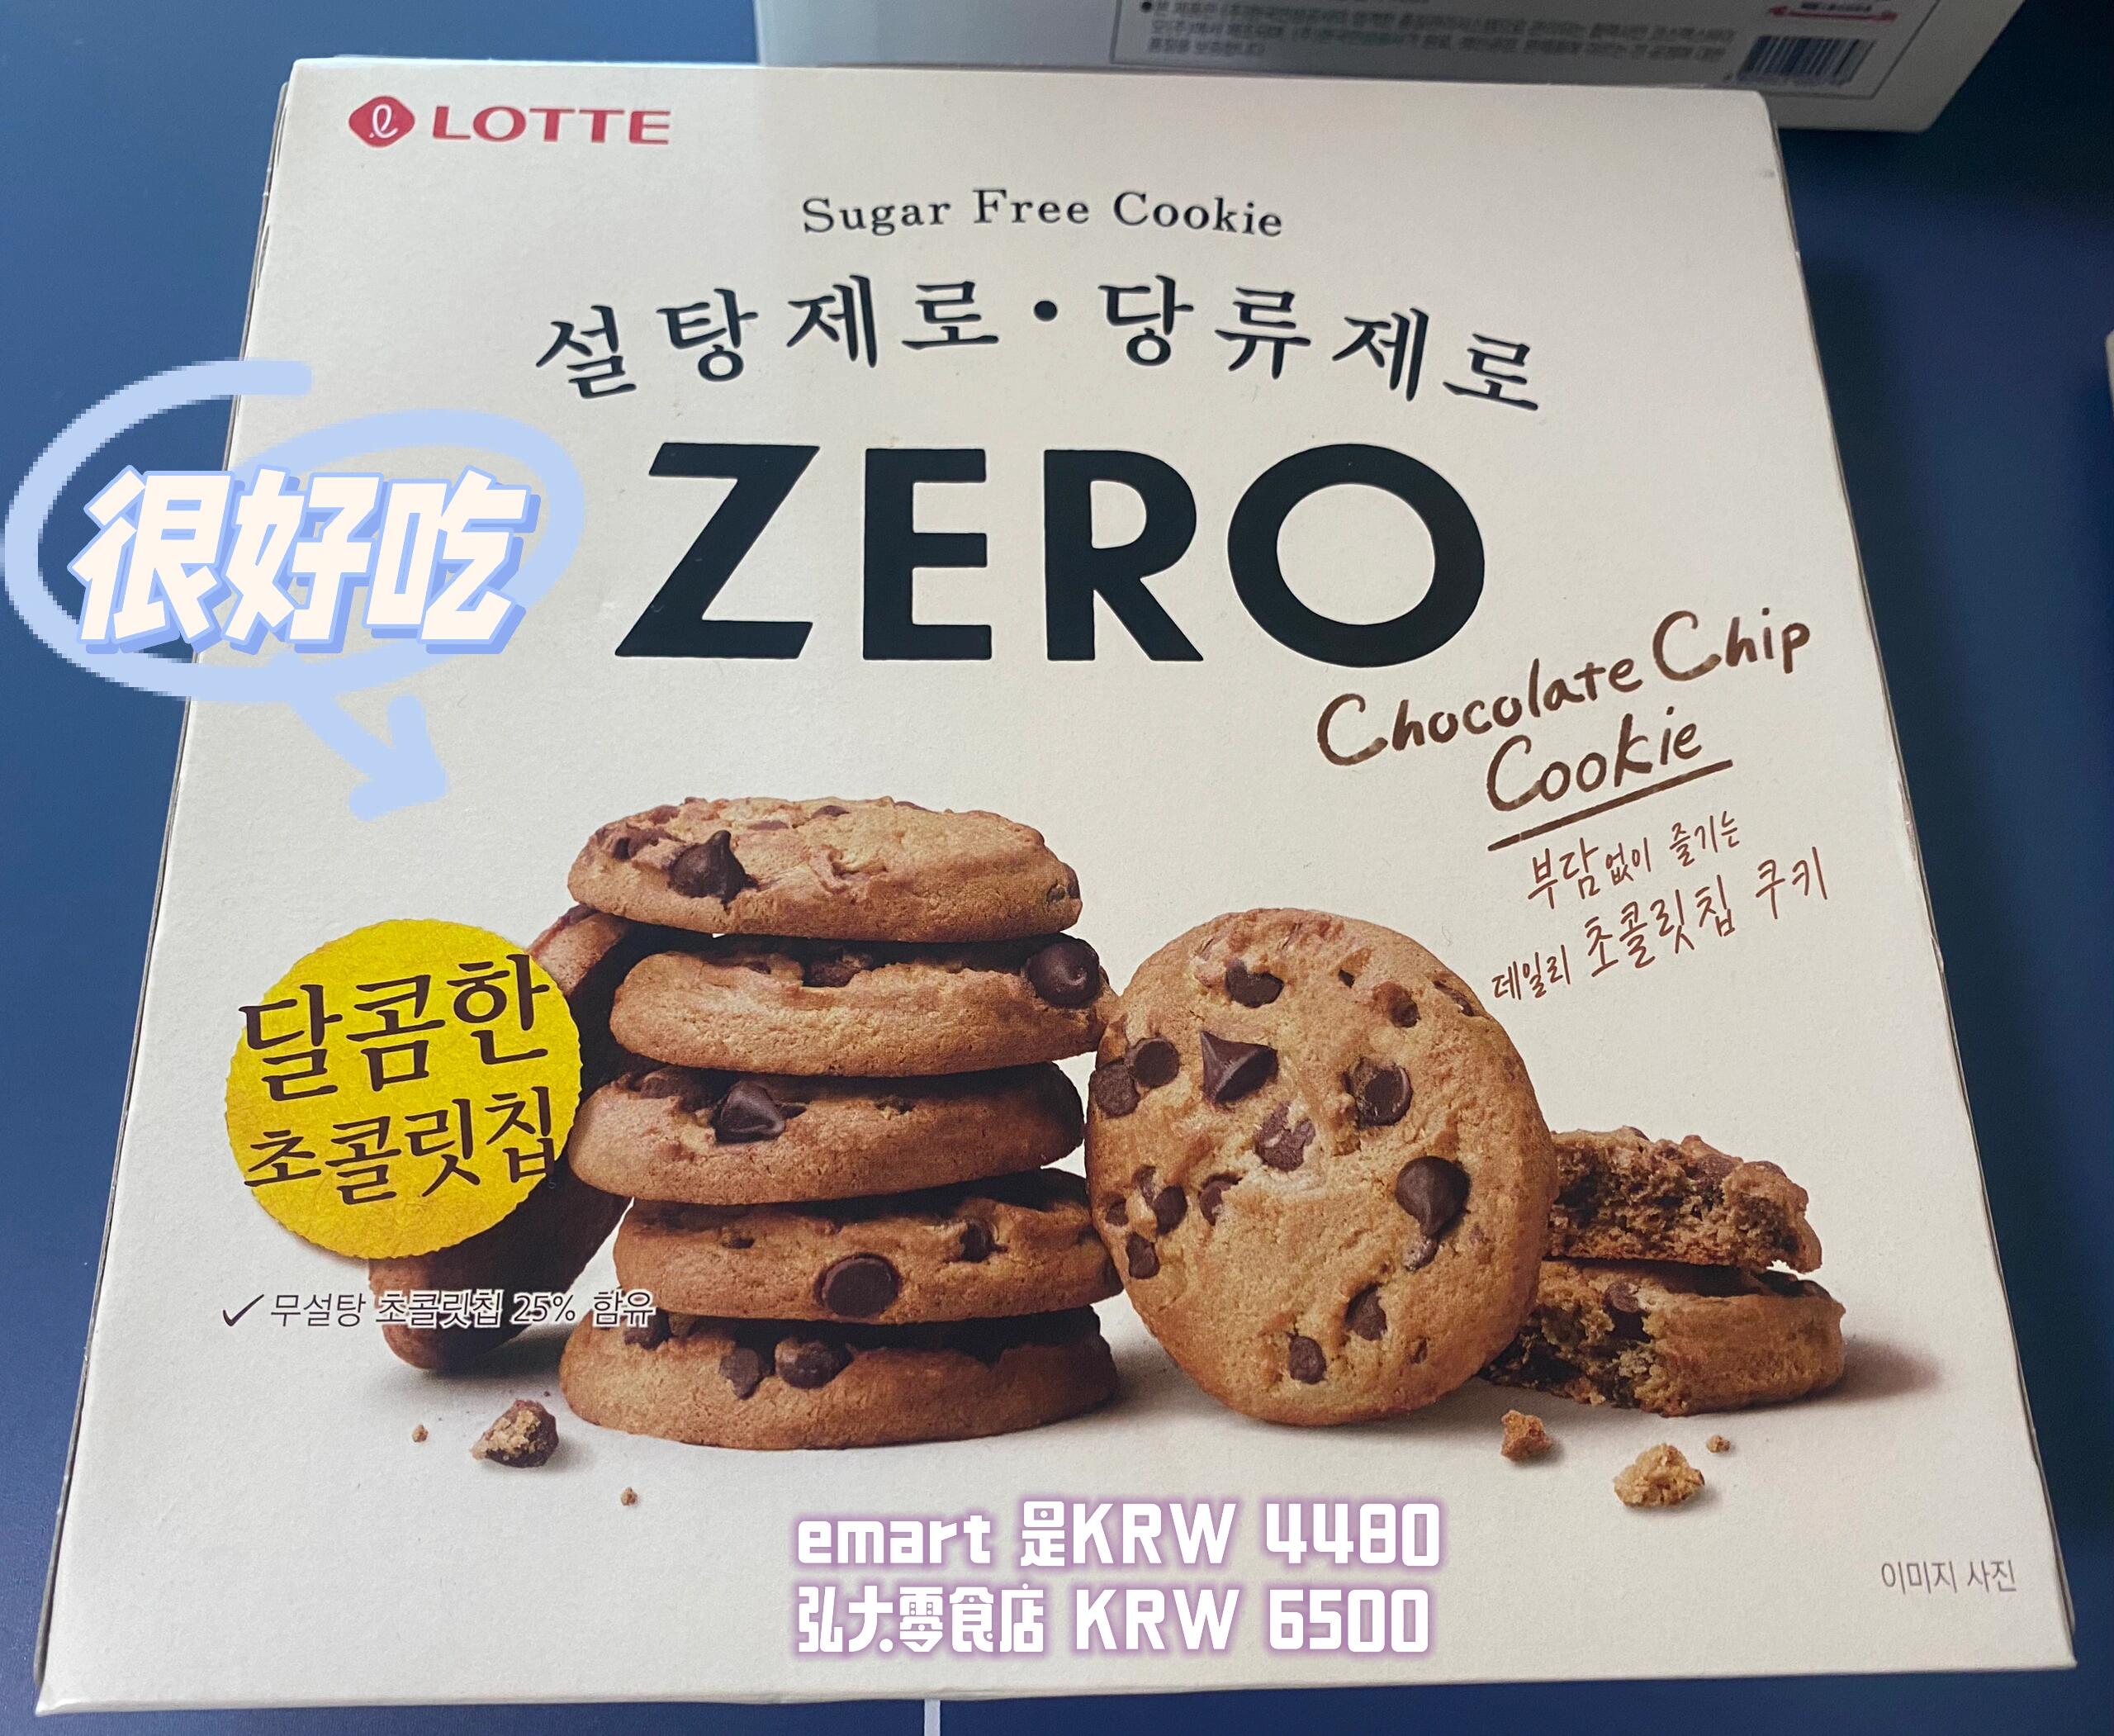 LOTTE
Sugar Free Cookie
설탕제로·당류제로
ZERO
很好吃
Chocolate Chip
Cookie
부담없이 즐기는
데일리 초콜릿칩 쿠키
달콤한
초콜릿칩
✓ 무설탕 초콜릿칩 25% 함유
emart 是KRW 4480
弘大零食店 KRW 6500
이미지 사진